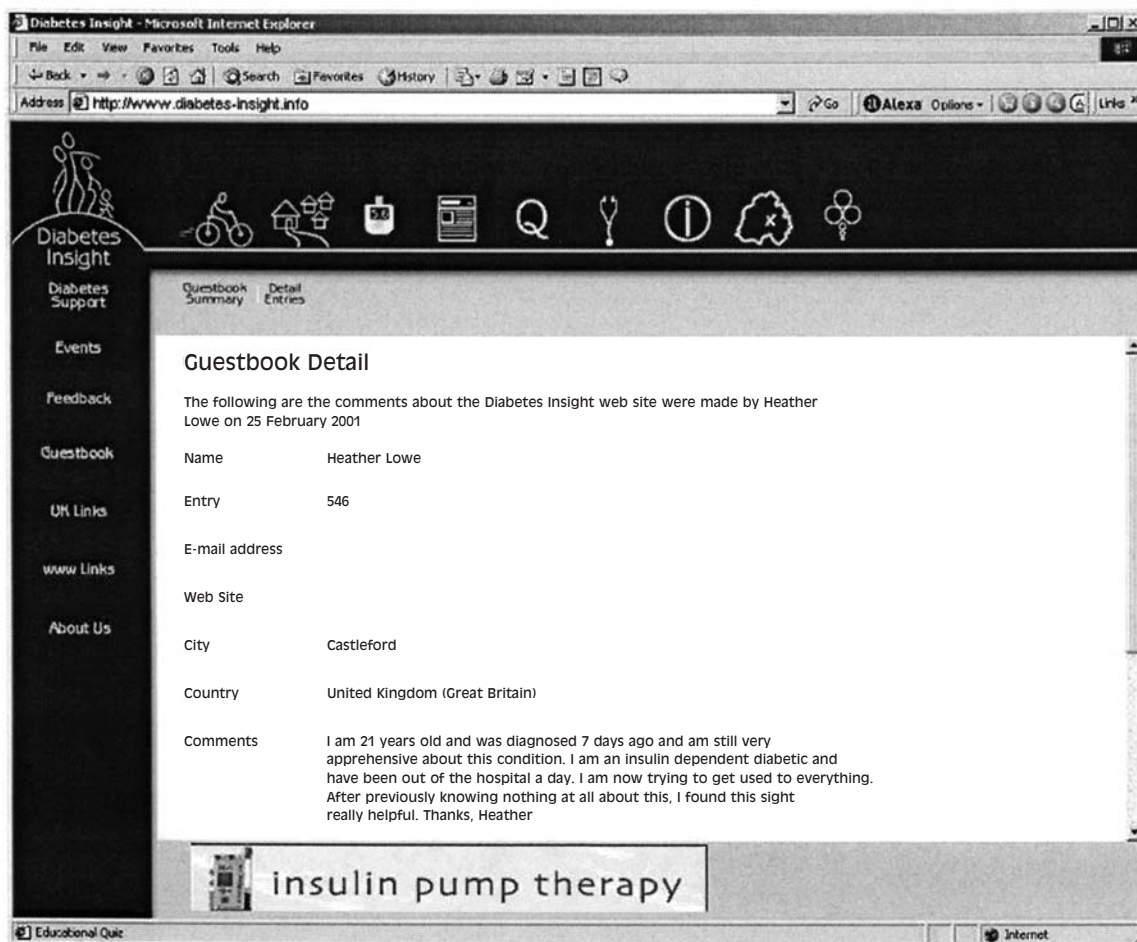 Diabetes Insight - Microsoft Internet Explorer
File Edit View Favorites Tools Help
Back Search Favorites History
Address http://www.diabetes-insight.info Go Alexa Options Links
5.6 Q i x
Diabetes
Insight
Diabetes
Support
Guestbook
Summary
Detail
Entries
Events
Feedback
Guestbook
UK Links
www Links
About Us
Guestbook Detail
The following are the comments about the Diabetes Insight web site were made by Heather
Lowe on 25 February 2001
Name Heather Lowe
Entry 546
E-mail address
Web Site
City Castleford
Country United Kingdom (Great Britain)
Comments I am 21 years old and was diagnosed 7 days ago and am still very
apprehensive about this condition. I am an insulin dependent diabetic and
have been out of the hospital a day. I am now trying to get used to everything.
After previously knowing nothing at all about this, I found this sight
really helpful. Thanks, Heather
insulin pump therapy
Educational Quiz Internet